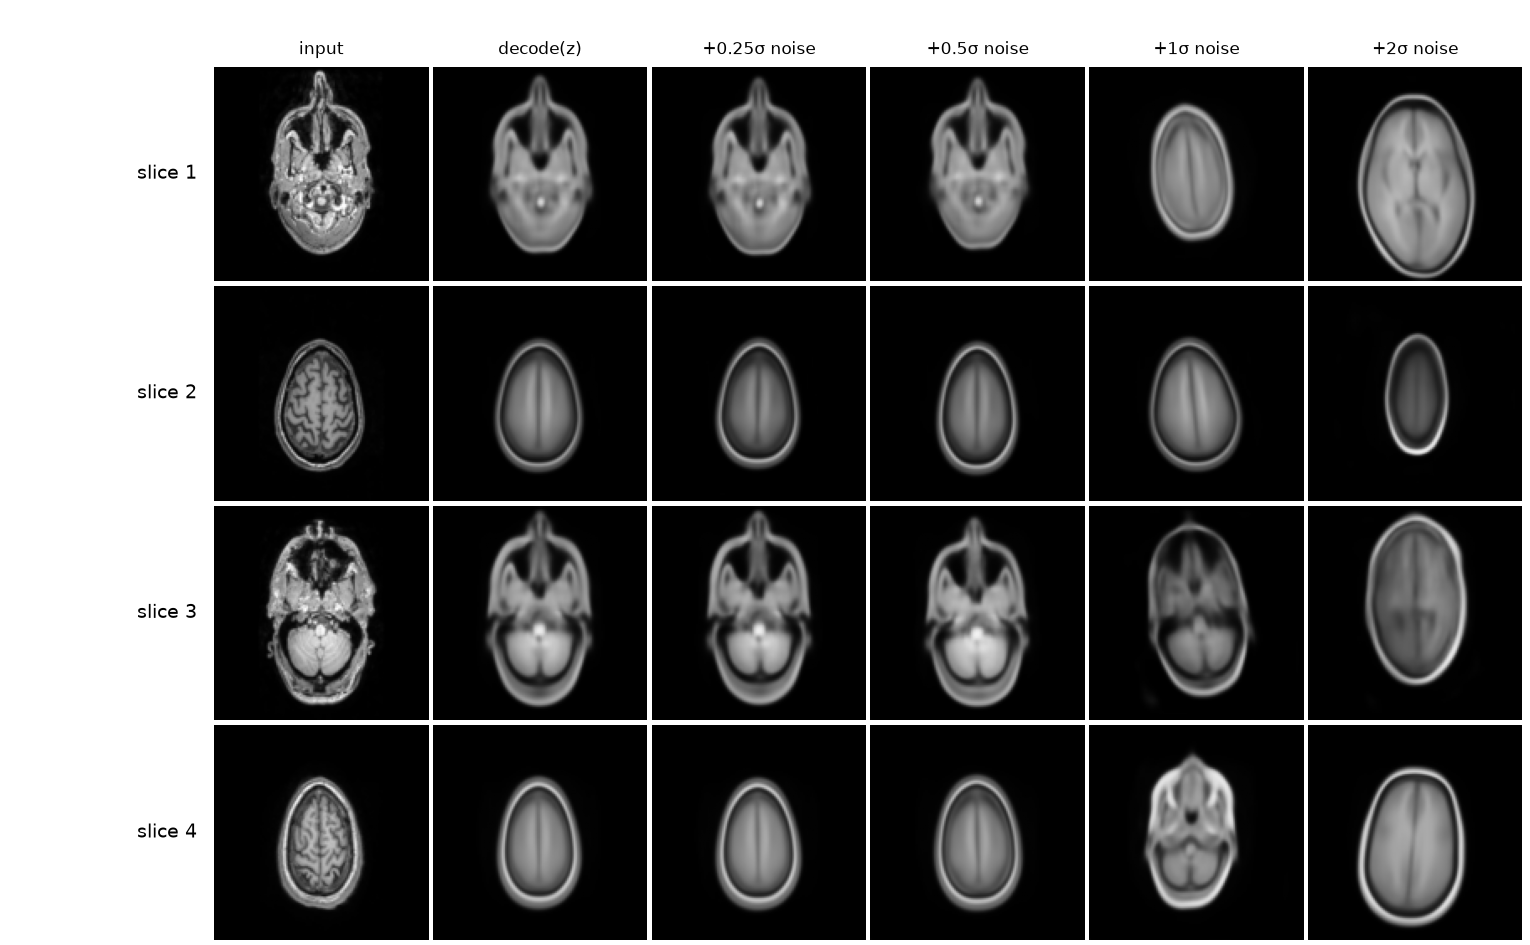 input decode(z) +0.25σ noise +0.5σ noise +1σ noise +2σ noise
slice 1
slice 2
slice 3
slice 4